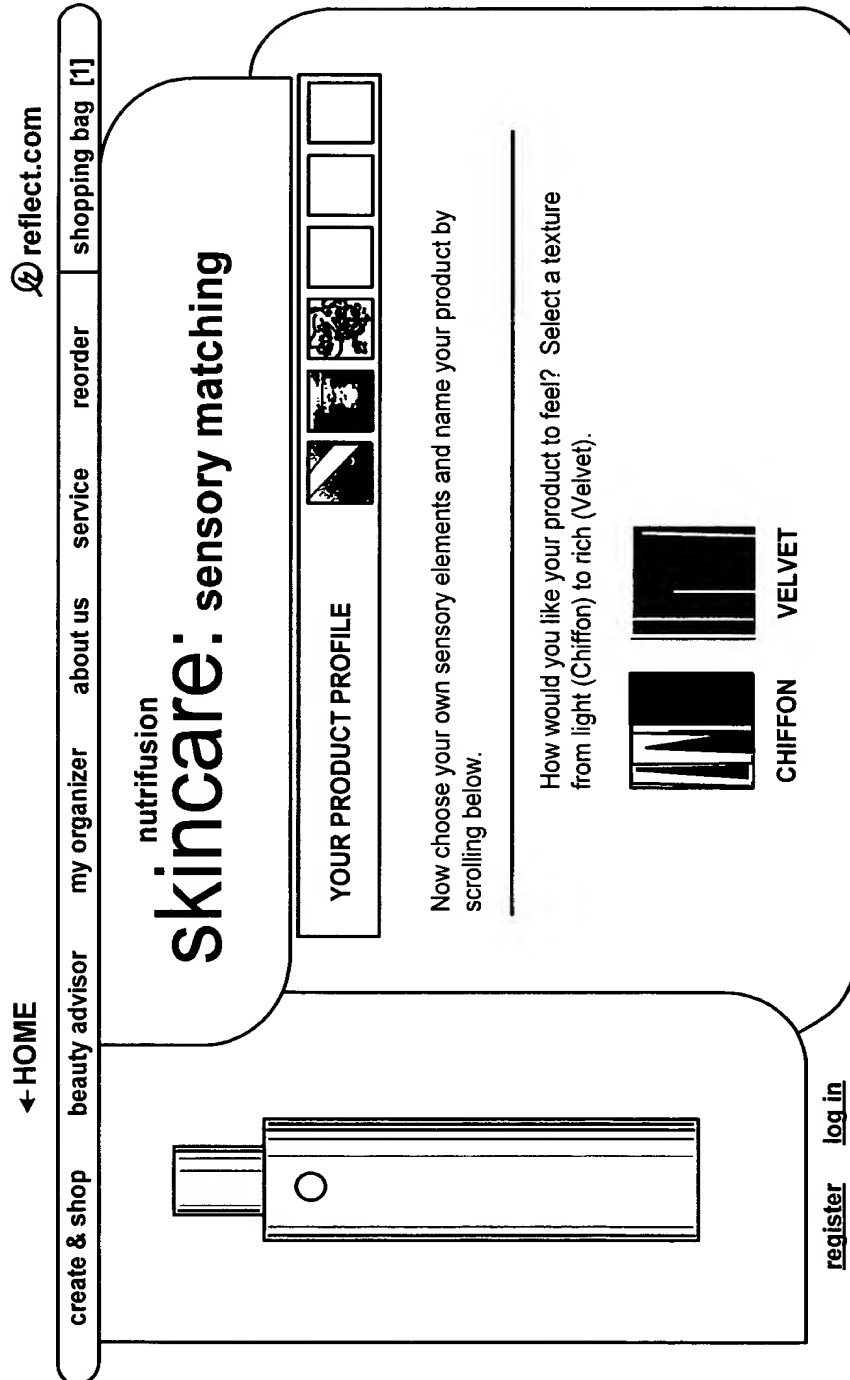 ←HOME
reflect.com
create & shop beauty advisor my organizer about us service reorder shopping bag [1]
nutrifusion
skincare: sensory matching
YOUR PRODUCT PROFILE
Now choose your own sensory elements and name your product by
scrolling below.
How would you like your product to feel? Select a texture
from light (Chiffon) to rich (Velvet).
CHIFFON VELVET
register log in